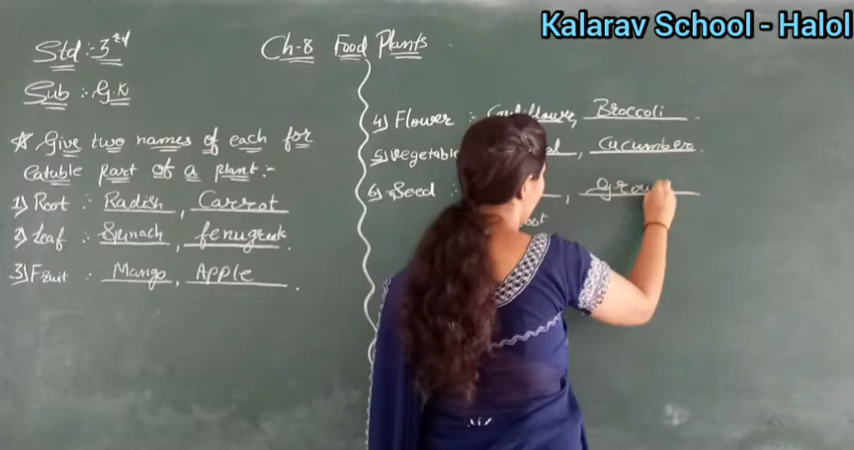 Kalarav School - Halol
Std :- 3rd
Ch-8 Food Plants
Sub :- G.K
* Give two names of each for
Eatable part of a plant :-
1) Root :- Radish, Carrot
2) Leaf :- Spinach, fenugreek.
3) Fruit :- Mango, Apple.
4) Flower :- Cauliflower, Broccoli.
5) Vegetable , Cucumber.
6) Seed :- ,